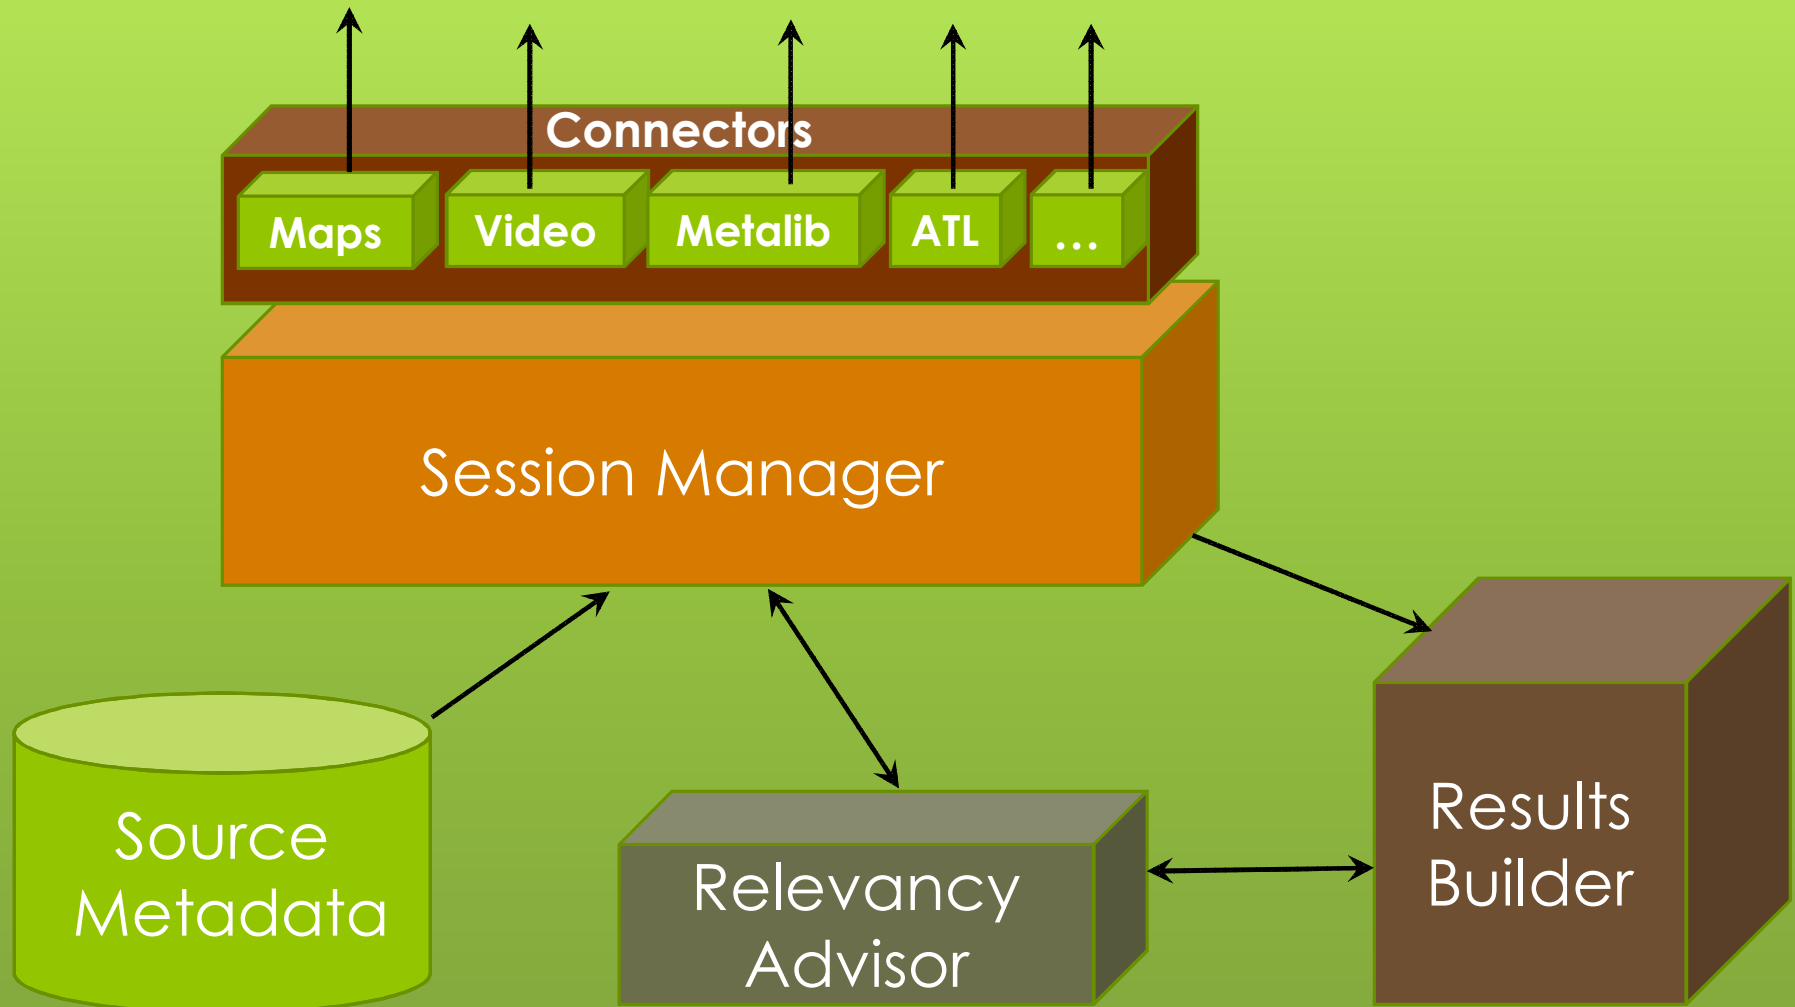 Connectors
Maps
Video
Metalib
ATL
...
Session Manager
Source
Metadata
Relevancy
Advisor
Results
Builder